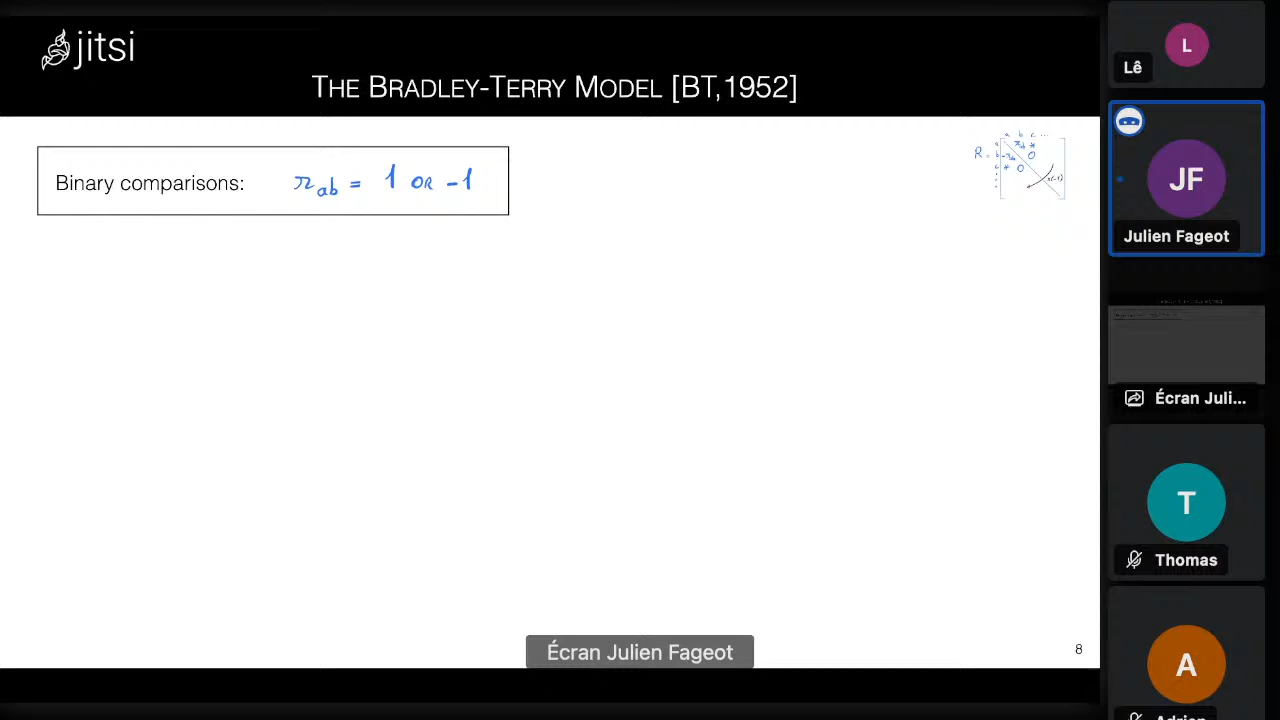 jitsi
THE BRADLEY-TERRY MODEL [BT,1952]
Binary comparisons: r_ab = 1 OR -1
R =
a b c ...
8
Écran Julien Fageot
L
Lê
JF
Julien Fageot
Écran Juli...
T
Thomas
A
Adrien